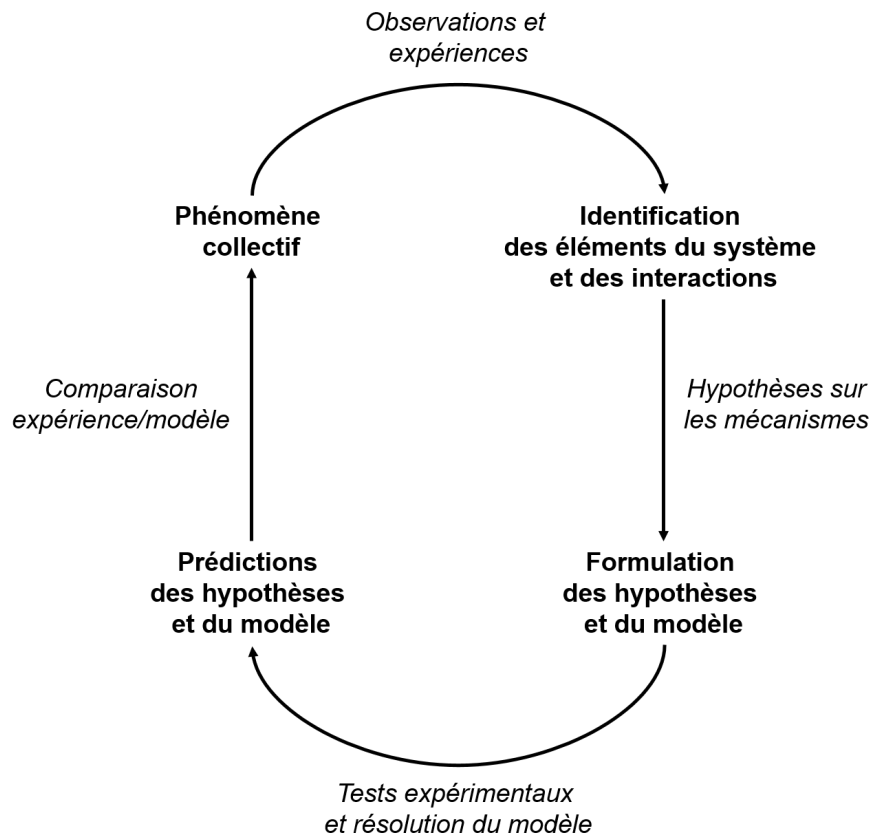 Observations et
expériences
Phénomène
collectif
Identification
des éléments du système
et des interactions
Comparaison
expérience/modèle
Hypothèses sur
les mécanismes
Prédictions
des hypothèses
et du modèle
Formulation
des hypothèses
et du modèle
Tests expérimentaux
et résolution du modèle